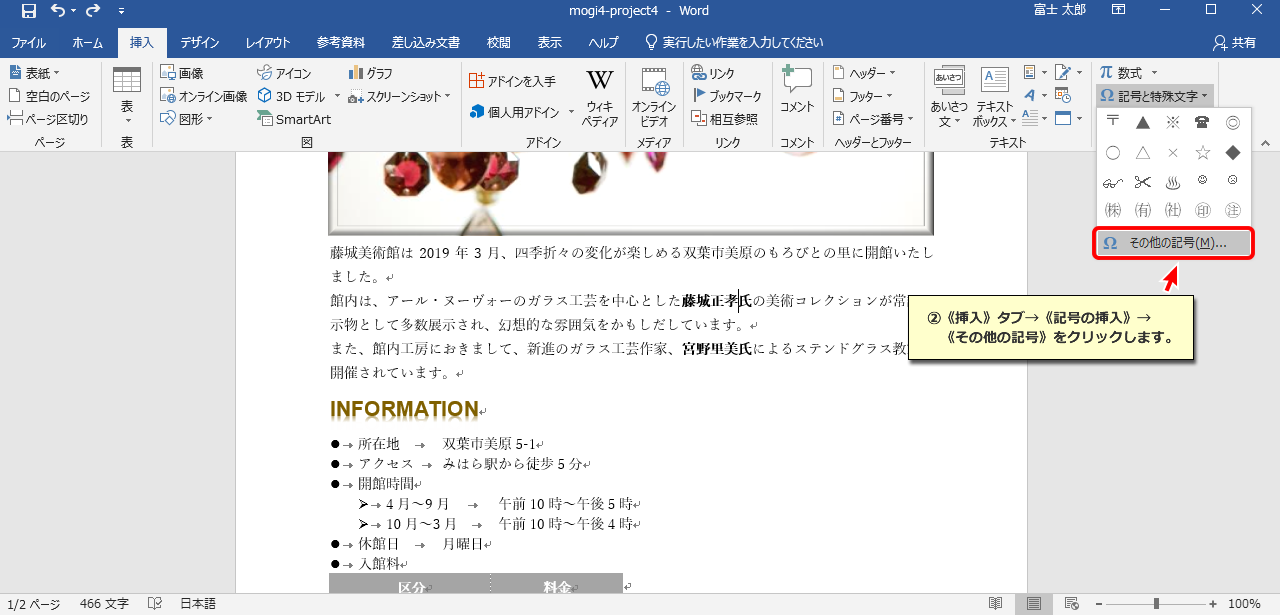 mogi4-project4 - Word
富士 太郎
ファイル ホーム 挿入 デザイン レイアウト 参考資料 差し込み文書 校閲 表示 ヘルプ 実行したい作業を入力してください 共有
表紙
空白のページ
ページ区切り
ページ
表
表
画像
オンライン画像
図形
アイコン
3D モデル
SmartArt
グラフ
スクリーンショット
図
アドインを入手
個人用アドイン
ウィキ
ペディア
アドイン
オンライン
ビデオ
メディア
リンク
ブックマーク
相互参照
リンク
コメント
コメント
ヘッダー
フッター
ページ番号
ヘッダーとフッター
あいさつ
あいさつ
文
テキスト
ボックス
テキスト
π 数式
Ω 記号と特殊文字
〒 ▲ ※ ☎ ◎
○ △ × ☆ ◆
㈱ ㈲ ㈳ ㊞ ㊟
Ω その他の記号(M)...
②《挿入》タブ→《記号の挿入》→
《その他の記号》をクリックします。
藤城美術館は 2019 年 3 月、四季折々の変化が楽しめる双葉市美原のもろびとの里に開館いたし
ました。
館内は、アール・ヌーヴォーのガラス工芸を中心とした藤城正孝氏の美術コレクションが常
示物として多数展示され、幻想的な雰囲気をかもしだしています。
また、館内工房におきまして、新進のガラス工芸作家、宮野里美氏によるステンドグラス教
開催されています。
INFORMATION
●→所在地 → 双葉市美原 5-1
●→アクセス → みはら駅から徒歩 5 分
●→開館時間
➢→4 月～9 月 → 午前 10 時～午後 5 時
➢→10 月～3 月 → 午前 10 時～午後 4 時
●→休館日 → 月曜日
●→入館料
区分 料金
1/2 ページ 466 文字 日本語 100%